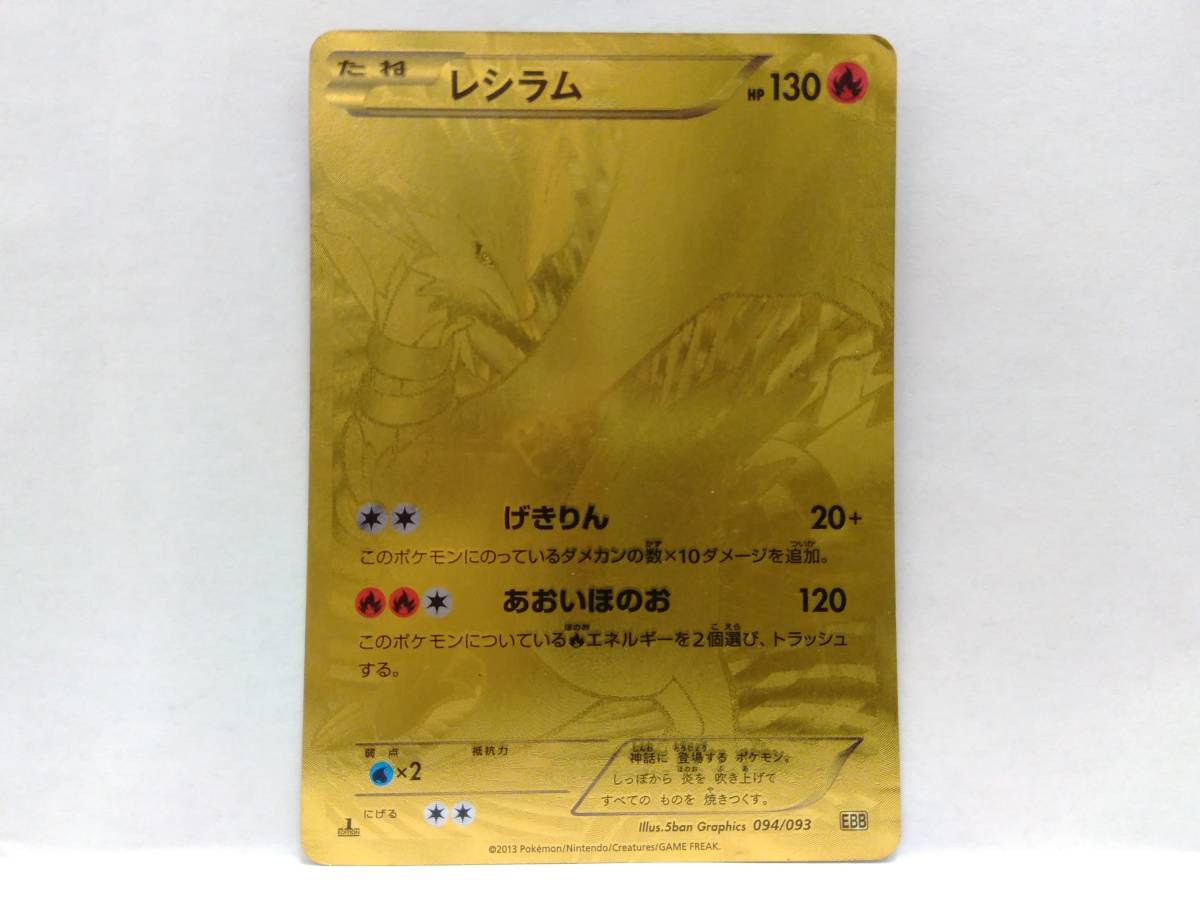 たね
レシラム
HP 130
げきりん 20+
このポケモンにのっているダメカンの数×10ダメージを追加。
あおいほのお 120
このポケモンについているエネルギーを2個選び、トラッシュ
する。
弱点 抵抗力
×2
神話に 登場する ポケモン。
しっぽから 炎を 吹き上げて
すべての ものを 焼きつくす。
にげる
1 EDITION
Illus.5ban Graphics 094/093 EBB
©2013 Pokémon/Nintendo/Creatures/GAME FREAK.